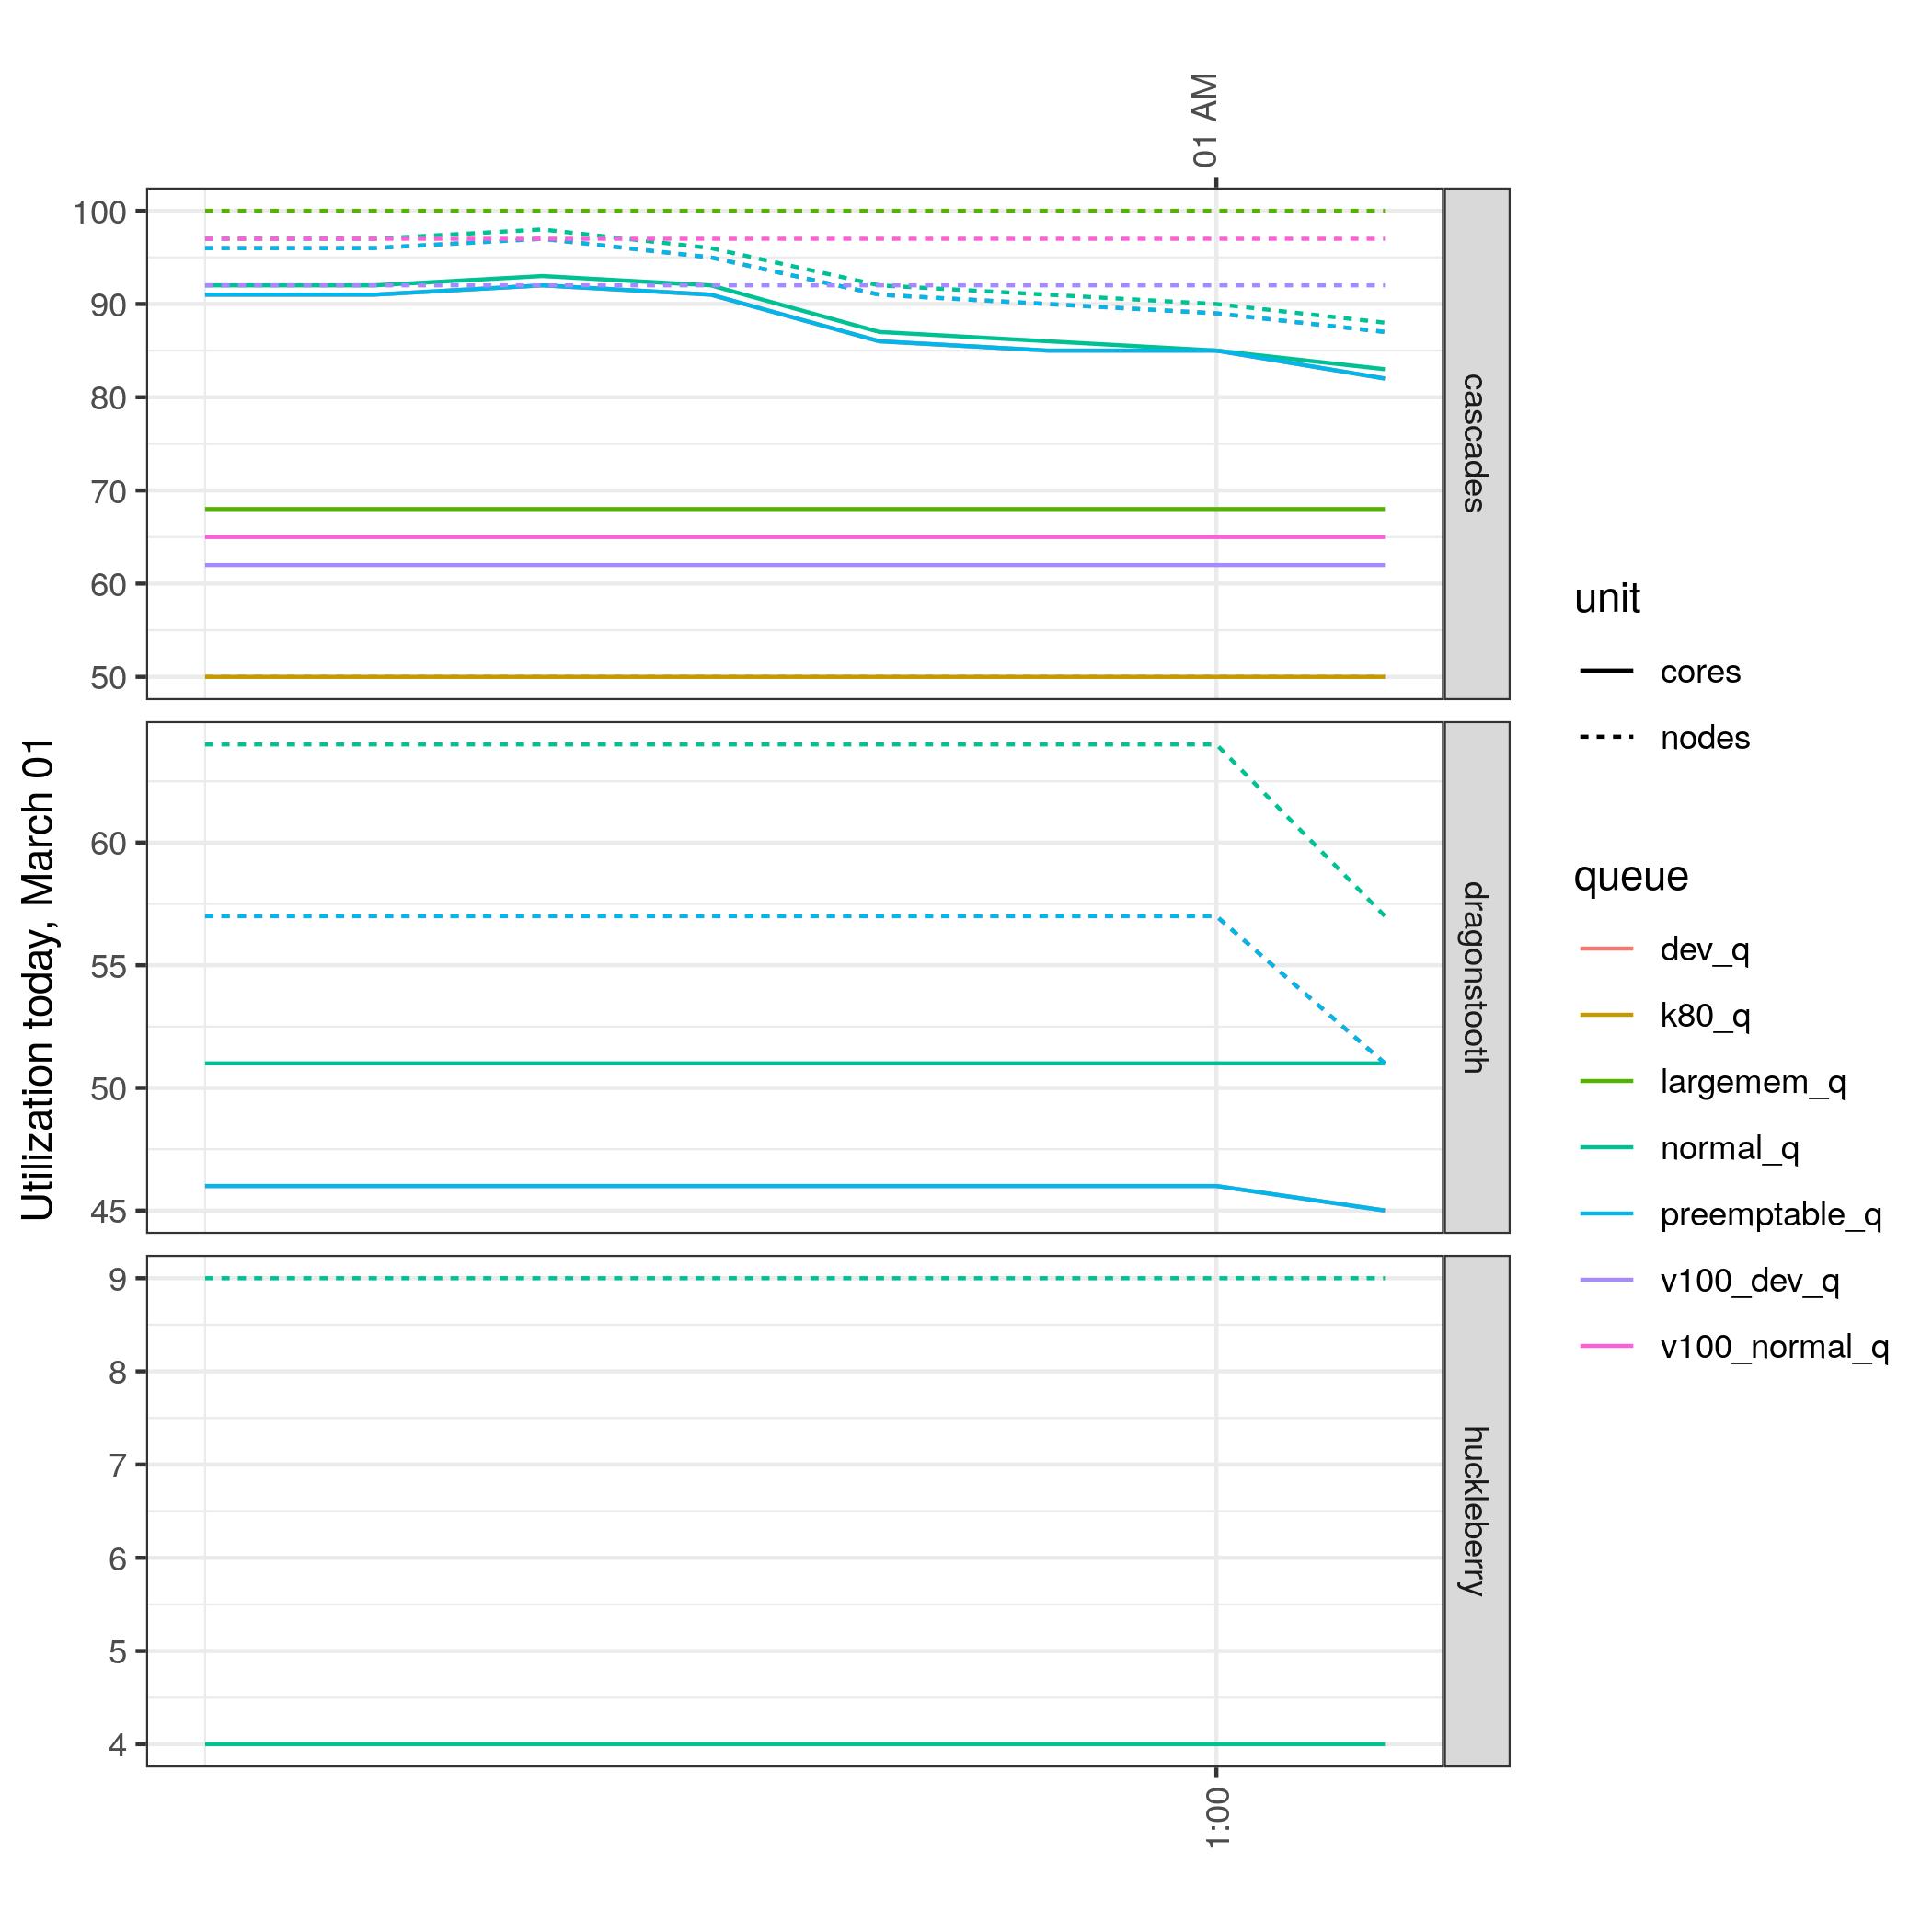 01 AM
100
90
80
70
60
50
cascades
60
55
50
45
dragonstooth
9
8
7
6
5
4
huckleberry
1:00
Utilization today, March 01
unit
cores
nodes
queue
dev_q
k80_q
largemem_q
normal_q
preemptable_q
v100_dev_q
v100_normal_q